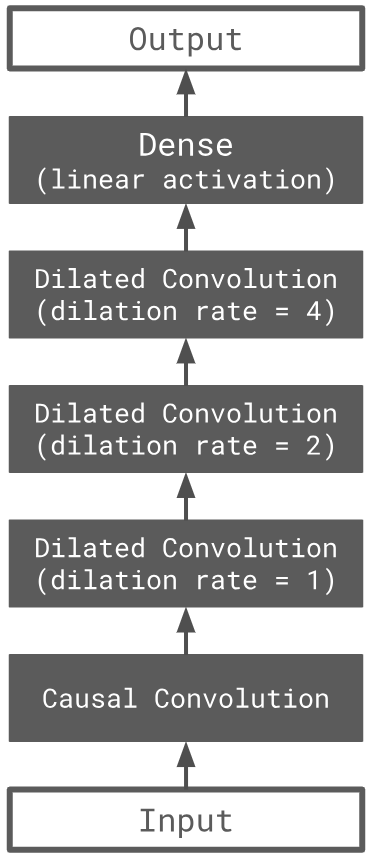 Output
Dense
(linear activation)
Dilated Convolution
(dilation rate = 4)
Dilated Convolution
(dilation rate = 2)
Dilated Convolution
(dilation rate = 1)
Causal Convolution
Input